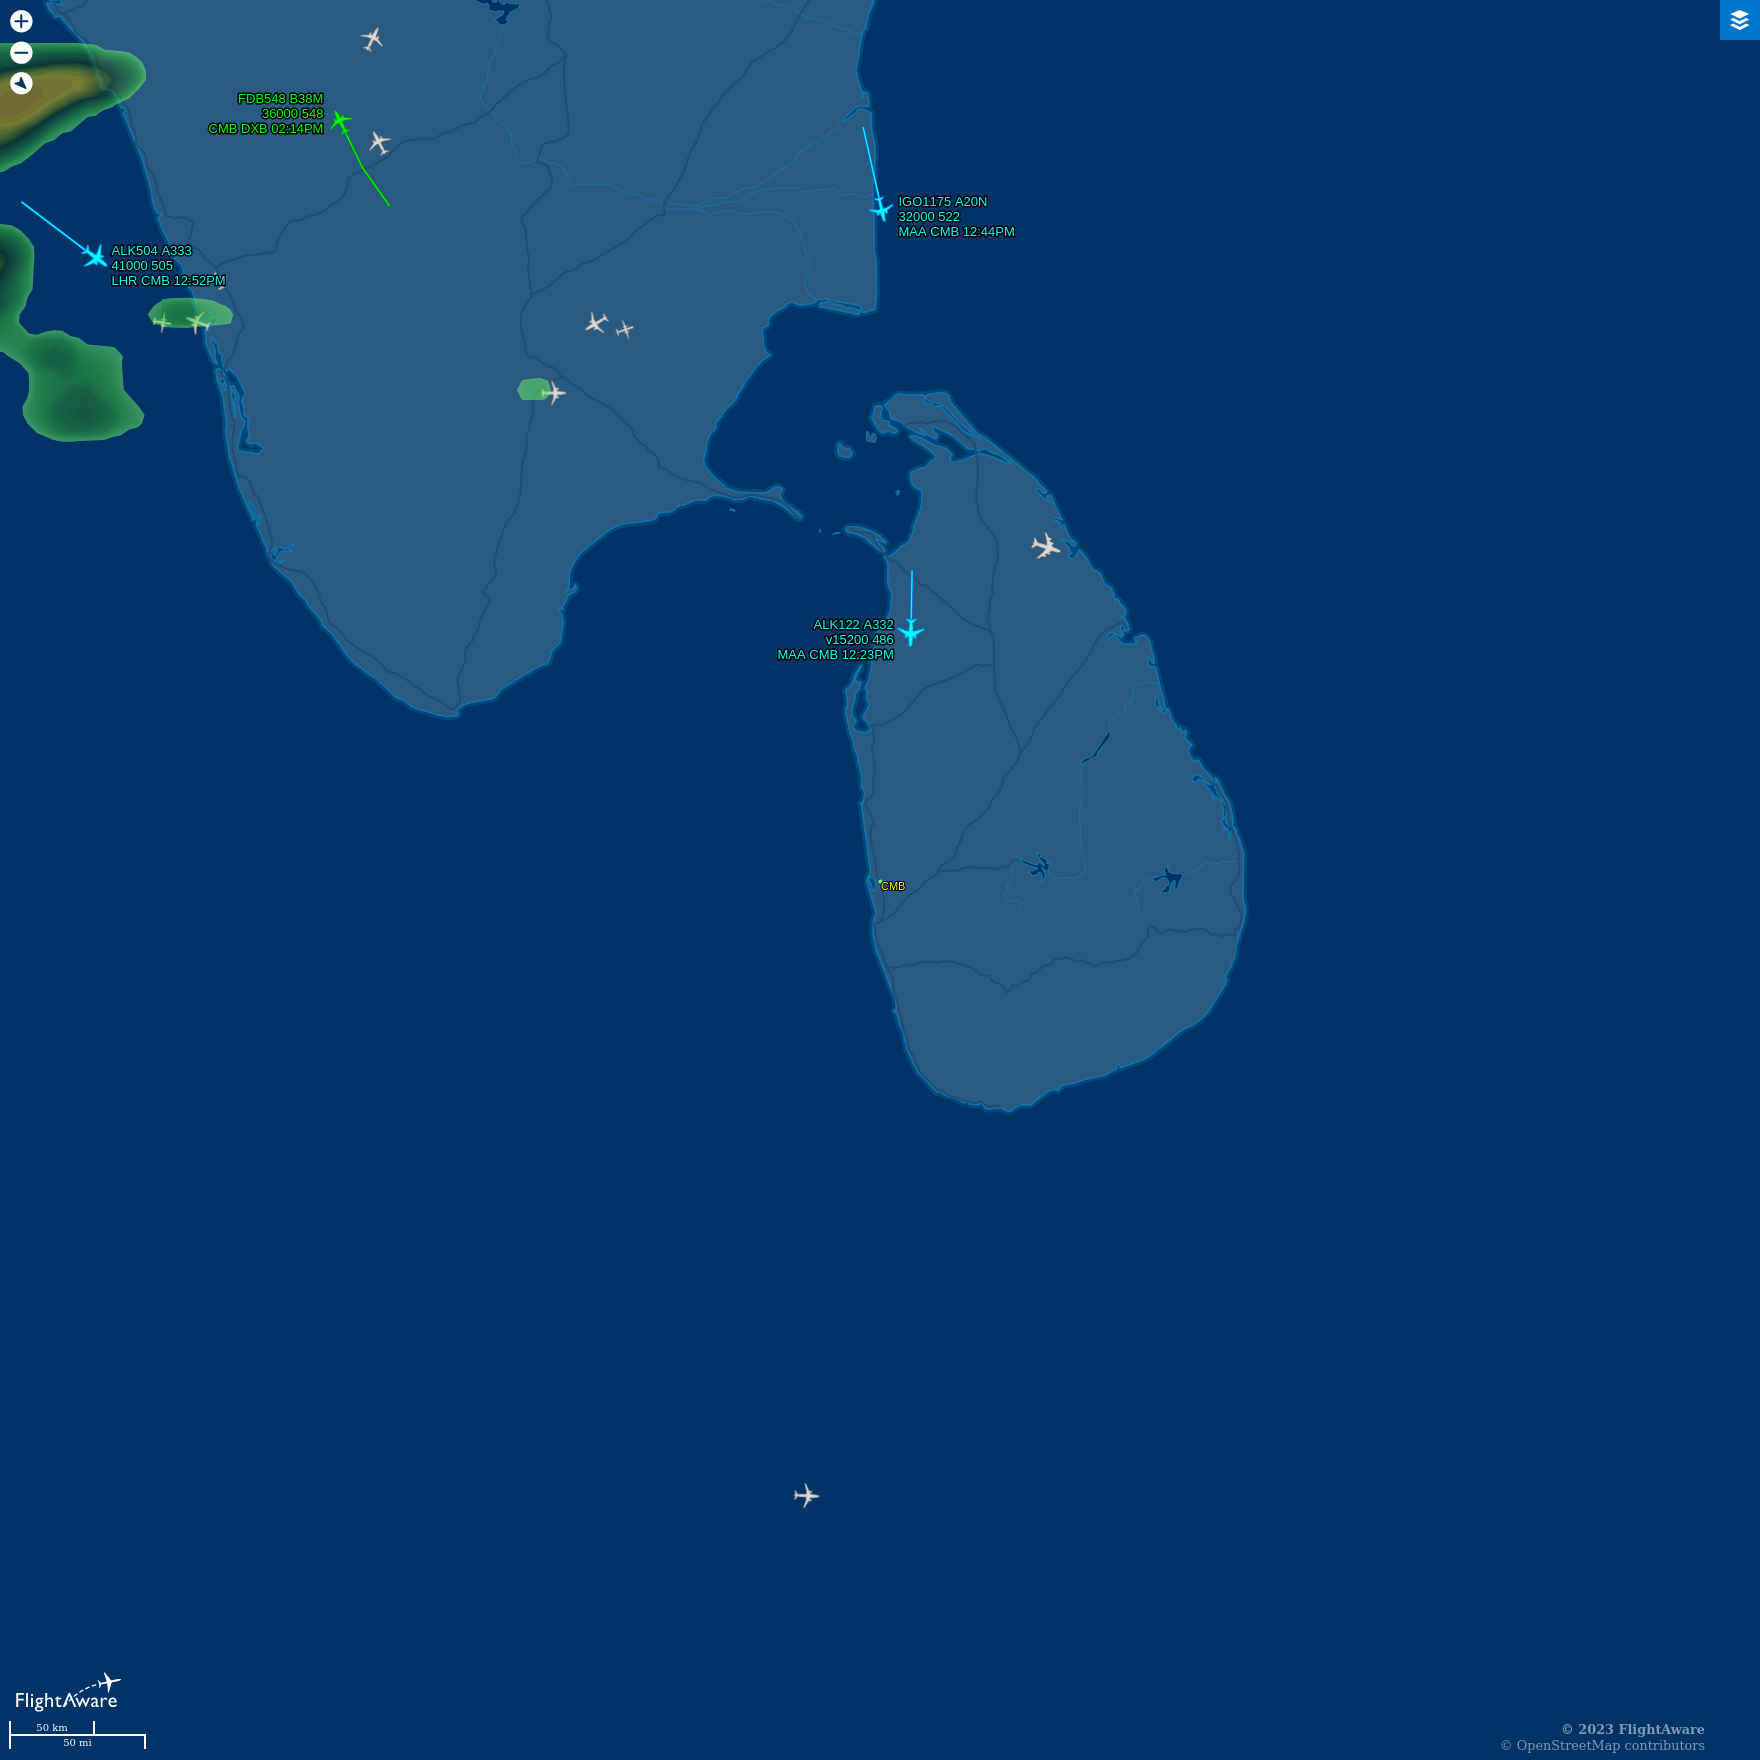 FDB548 B38M
36000 548
CMB DXB 02:14PM
IGO1175 A20N
32000 522
MAA CMB 12:44PM
ALK504 A333
41000 505
LHR CMB 12:52PM
ALK122 A332
v15200 486
MAA CMB 12:23PM
CMB
FlightAware
50 km
50 mi
© 2023 FlightAware
© OpenStreetMap contributors